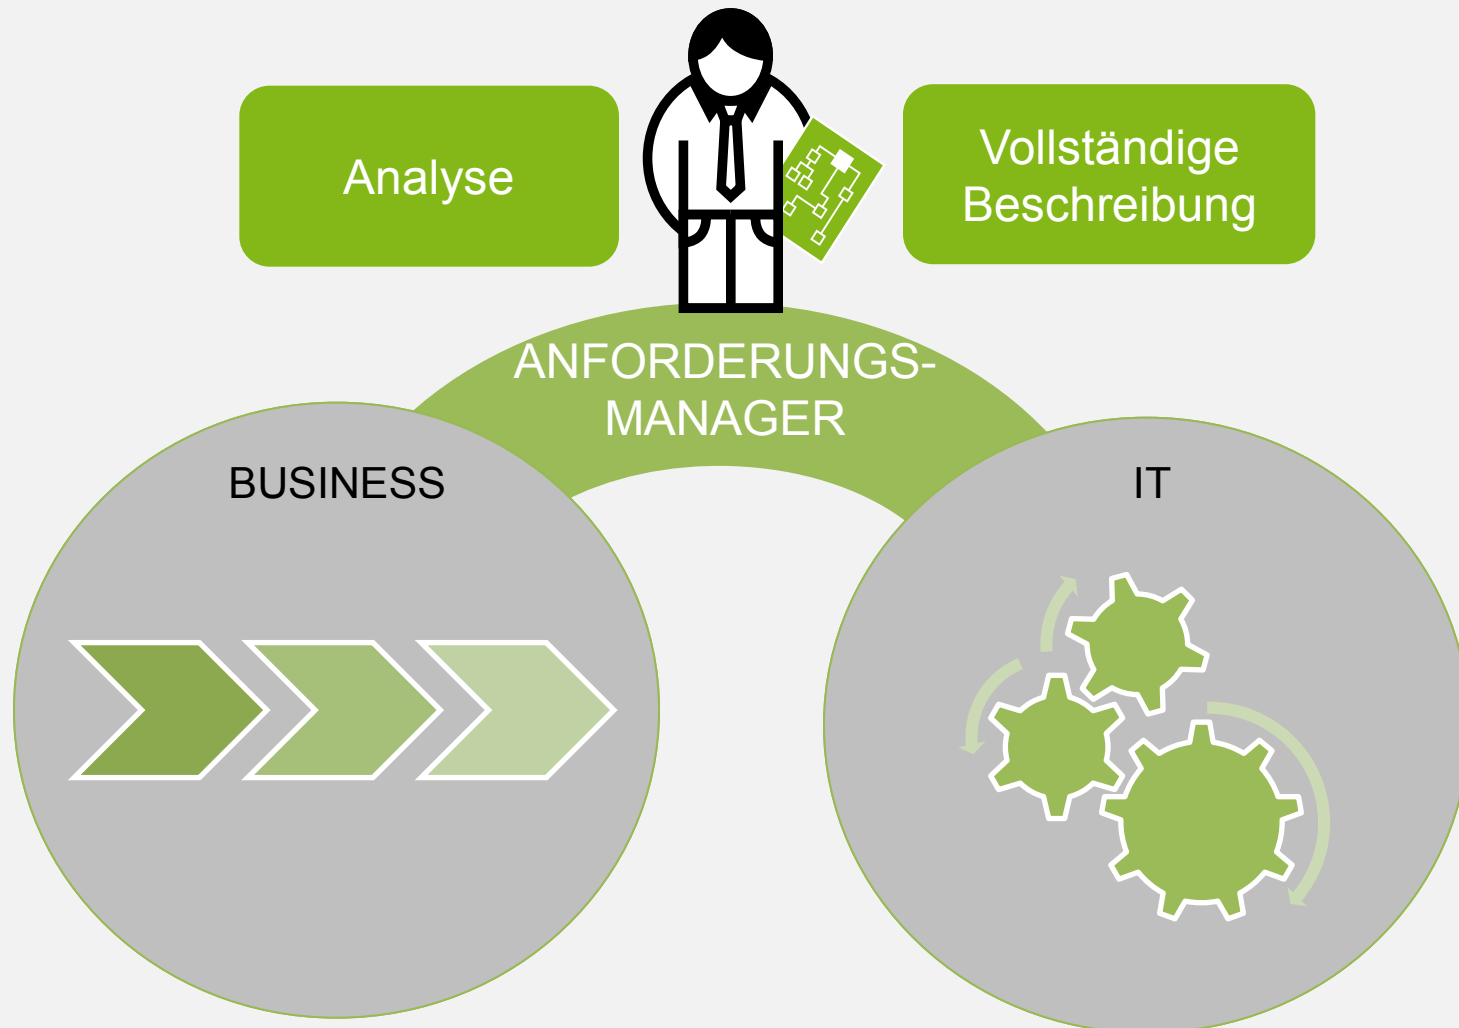 Analyse
Vollständige
Beschreibung
ANFORDERUNGS-
MANAGER
BUSINESS
IT